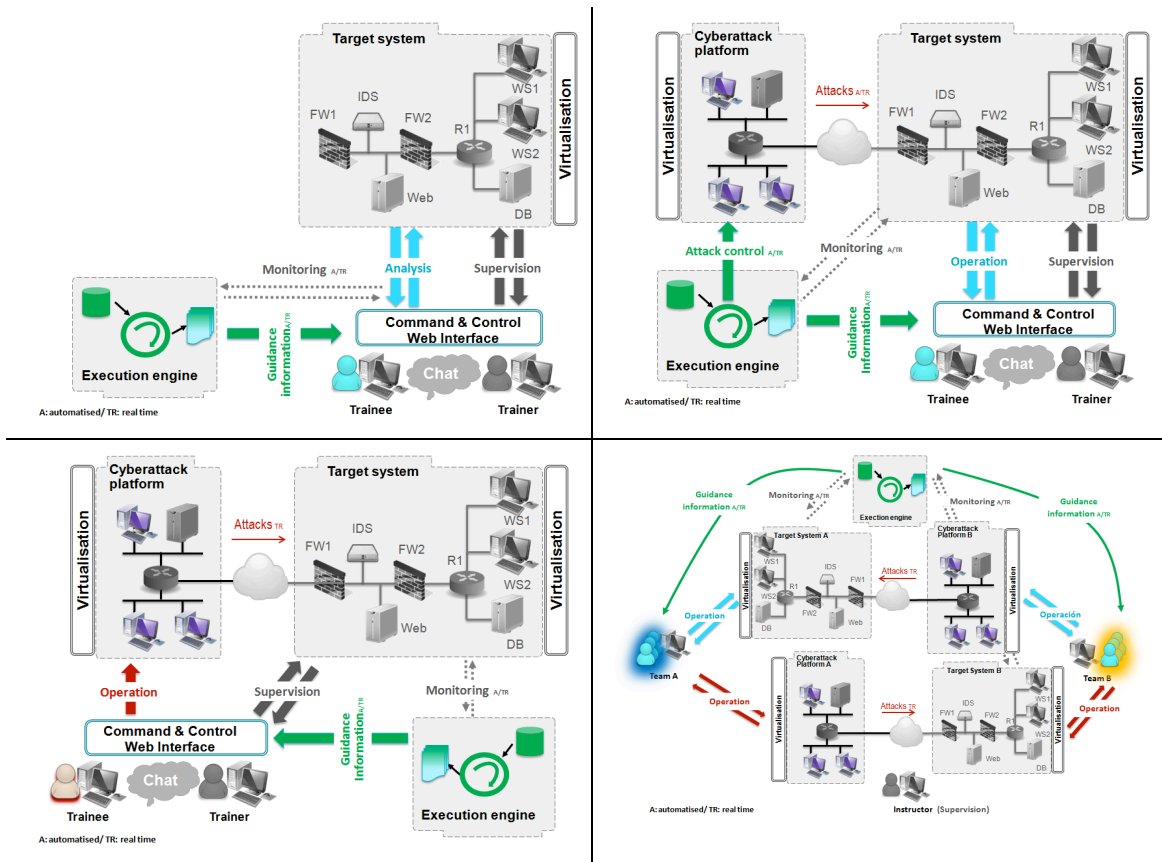 Target system
IDS
FW1
FW2
R1
WS1
WS2
Web
DB
Virtualisation
Monitoring A/TR
Analysis
Supervision
Command & Control
Web Interface
Guidance
information A/TR
Execution engine
Chat
Trainee
Trainer
A: automatised/ TR: real time
Virtualisation
Cyberattack
platform
Attacks A/TR
Target system
IDS
FW1
FW2
R1
WS1
WS2
Web
DB
Virtualisation
Attack control A/TR
Monitoring A/TR
Operation
Supervision
Command & Control
Web Interface
Guidance
Information A/TR
Execution engine
Chat
Trainee
Trainer
A: automatised/ TR: real time
Virtualisation
Cyberattack
platform
Attacks TR
Target system
IDS
FW1
FW2
R1
WS1
WS2
Web
DB
Virtualisation
Operation
Supervision
Monitoring A/TR
Command & Control
Web Interface
Guidance
Information A/TR
Execution engine
Chat
Trainee
Trainer
A: automatised/ TR: real time
Guidance
information A/TR
Monitoring A/TR
Exection engine
Monitoring A/TR
Guidance
information A/TR
Virtualisation
Target System A
WS1
WS2
DB
R1
IDS
FW2
FW1
Web
Attacks TR
Cyberattack
Platform B
Virtualisation
Operation
Operación
Team A
Team B
Operation
Operation
Virtualisation
Cyberattack
Platform A
Attacks TR
Target System B
IDS
FW1
FW2
R1
WS1
WS2
Web
DB
Virtualisation
Instructor (Supervision)
A: automatised/ TR: real time